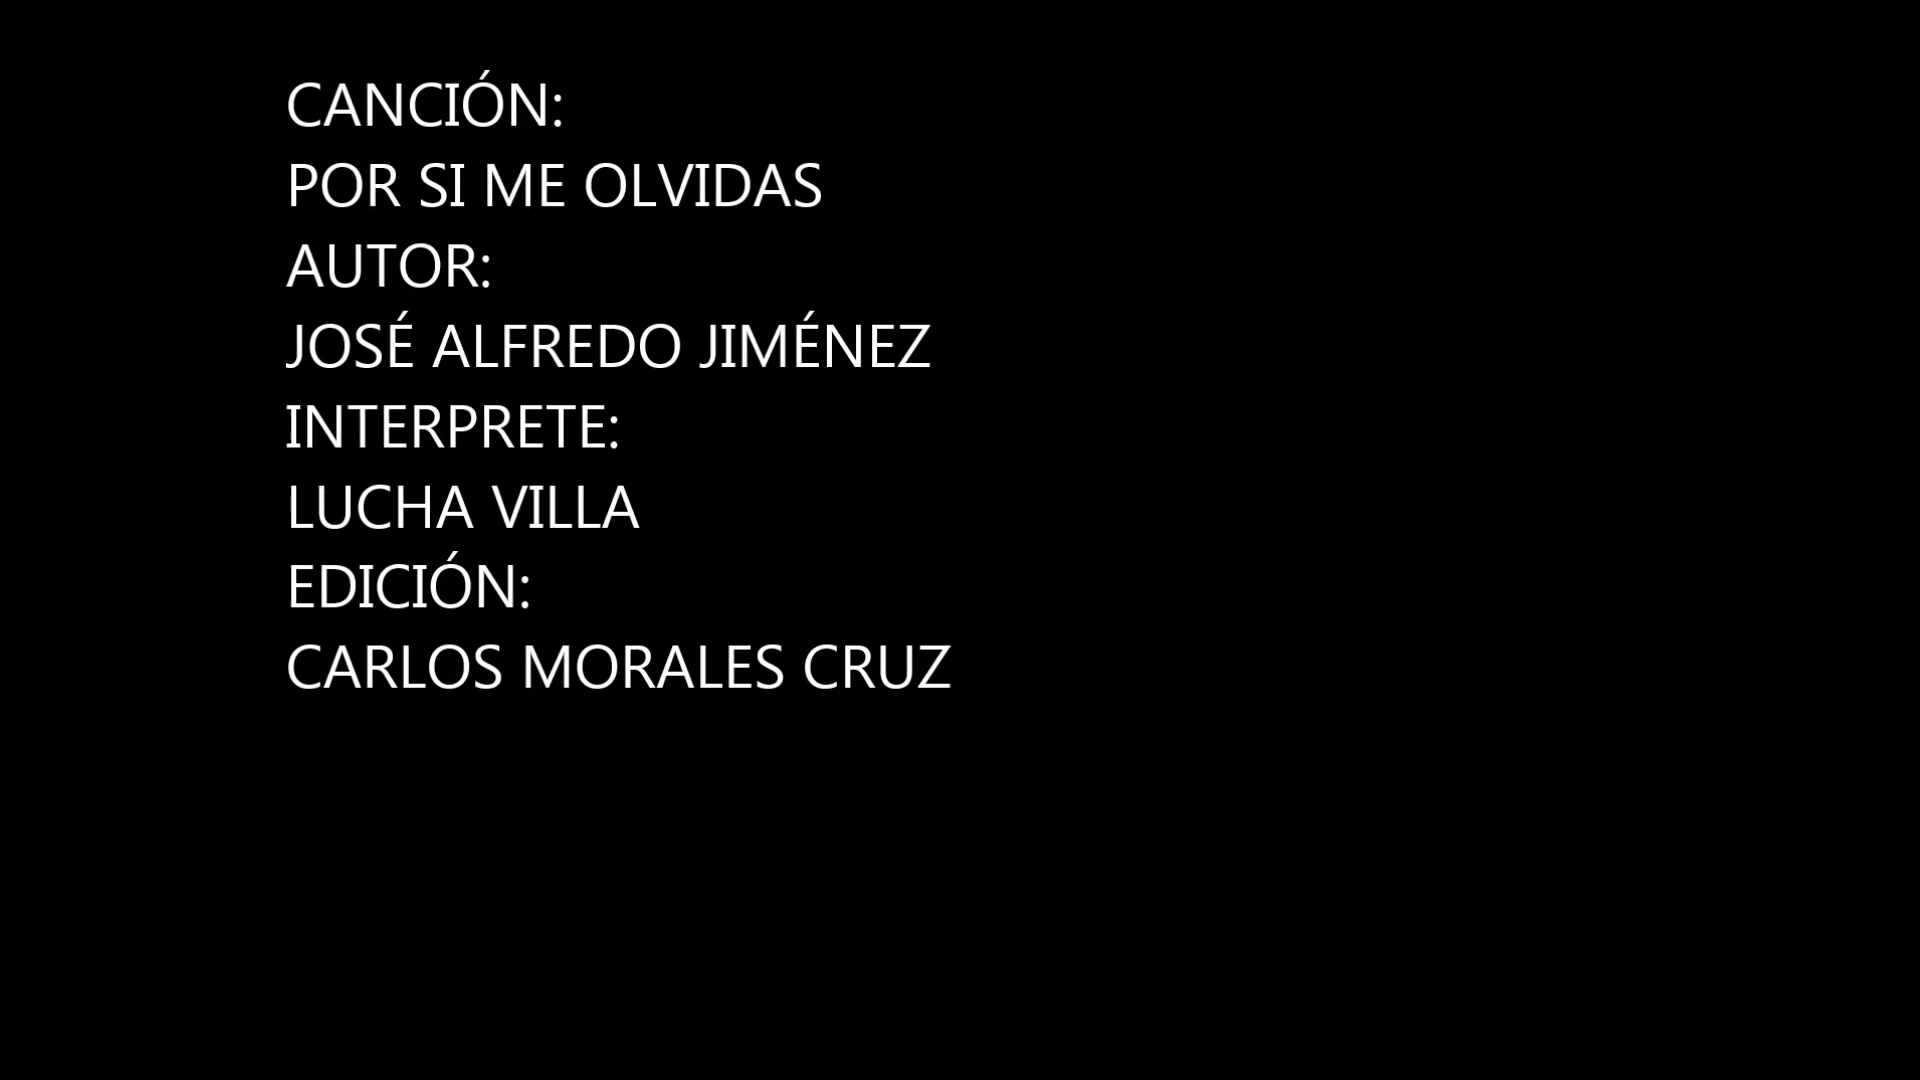 CANCIÓN:
POR SI ME OLVIDAS
AUTOR:
JOSÉ ALFREDO JIMÉNEZ
INTERPRETE:
LUCHA VILLA
EDICIÓN:
CARLOS MORALES CRUZ